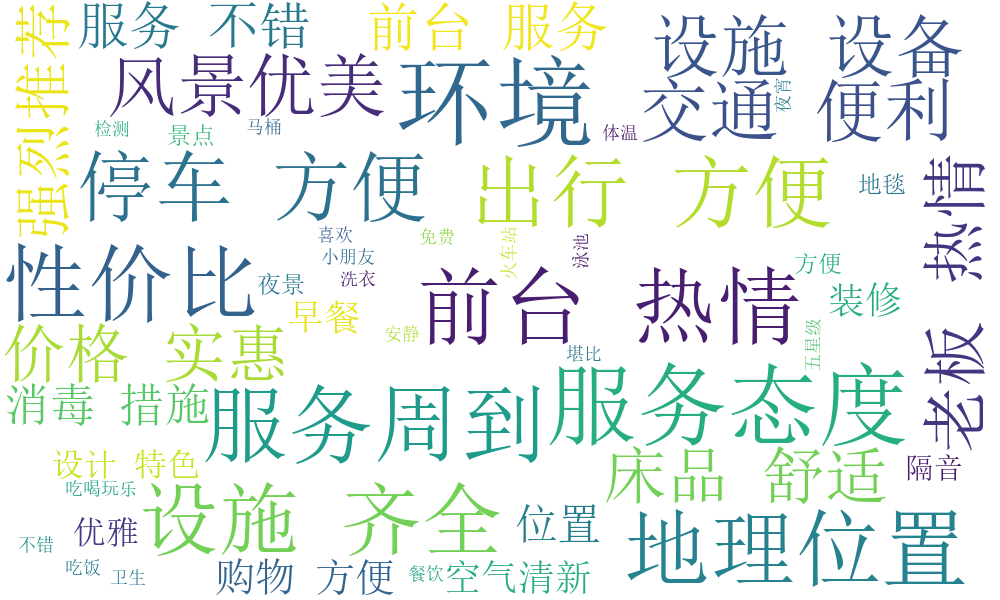 强烈推荐
服务 不错
前台 服务
设施 设备
风景优美
环境
交通 便利
夜宵
检测
景点
马桶
体温
停车 方便
出行 方便
地毯
热情
性价比
喜欢
小朋友
洗衣
夜景
免费
火车站
泳池
方便
装修
早餐
前台 热情
安静
价格 实惠
堪比
五星级
老板
消毒 措施
服务周到
服务态度
设计 特色
床品 舒适
隔音
吃喝玩乐
设施 齐全
优雅
位置
地理位置
不错
吃饭
卫生
购物 方便
餐饮
空气清新